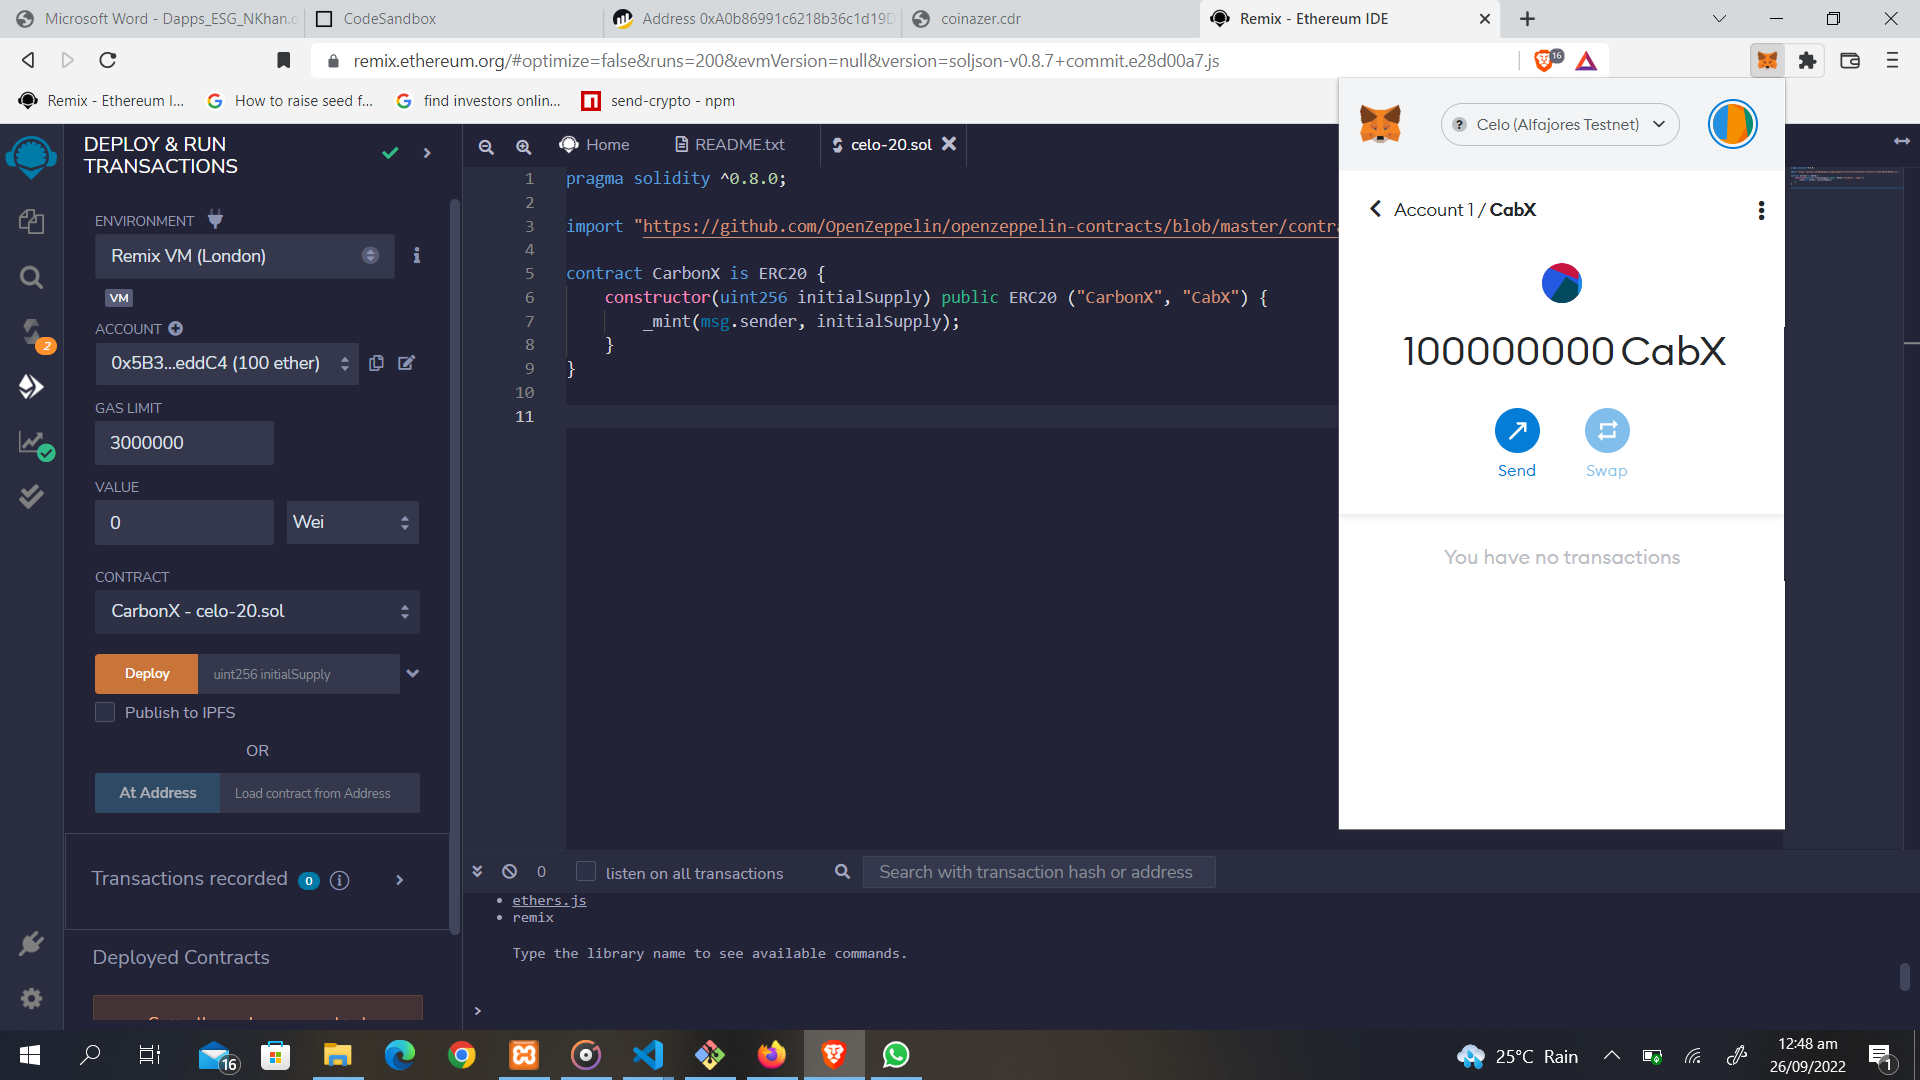 Microsoft Word - Dapps_ESG_NKhan.d
CodeSandbox
Address 0xA0b86991c6218b36c1d19D
coinazer.cdr
Remix - Ethereum IDE
remix.ethereum.org/#optimize=false&runs=200&evmVersion=null&version=soljson-v0.8.7+commit.e28d00a7.js
16
Remix - Ethereum I...
How to raise seed f...
find investors onlin...
send-crypto - npm
DEPLOY & RUN
TRANSACTIONS
ENVIRONMENT
Remix VM (London)
VM
ACCOUNT
0x5B3...eddC4 (100 ether)
2
GAS LIMIT
3000000
VALUE
0
Wei
CONTRACT
CarbonX - celo-20.sol
Deploy
uint256 initialSupply
Publish to IPFS
OR
At Address
Load contract from Address
Transactions recorded 0 i
Deployed Contracts
Home
README.txt
celo-20.sol
1 pragma solidity ^0.8.0;
2
3 import "https://github.com/OpenZeppelin/openzeppelin-contracts/blob/master/contra
4
5 contract CarbonX is ERC20 {
6 constructor(uint256 initialSupply) public ERC20 ("CarbonX", "CabX") {
7 _mint(msg.sender, initialSupply);
8 }
9 }
10
11
Celo (Alfajores Testnet)
Account 1 / CabX
100000000 CabX
Send
Swap
You have no transactions
0
listen on all transactions
Search with transaction hash or address
• ethers.js
• remix
Type the library name to see available commands.
>
16
25°C Rain
12:48 am
26/09/2022
1